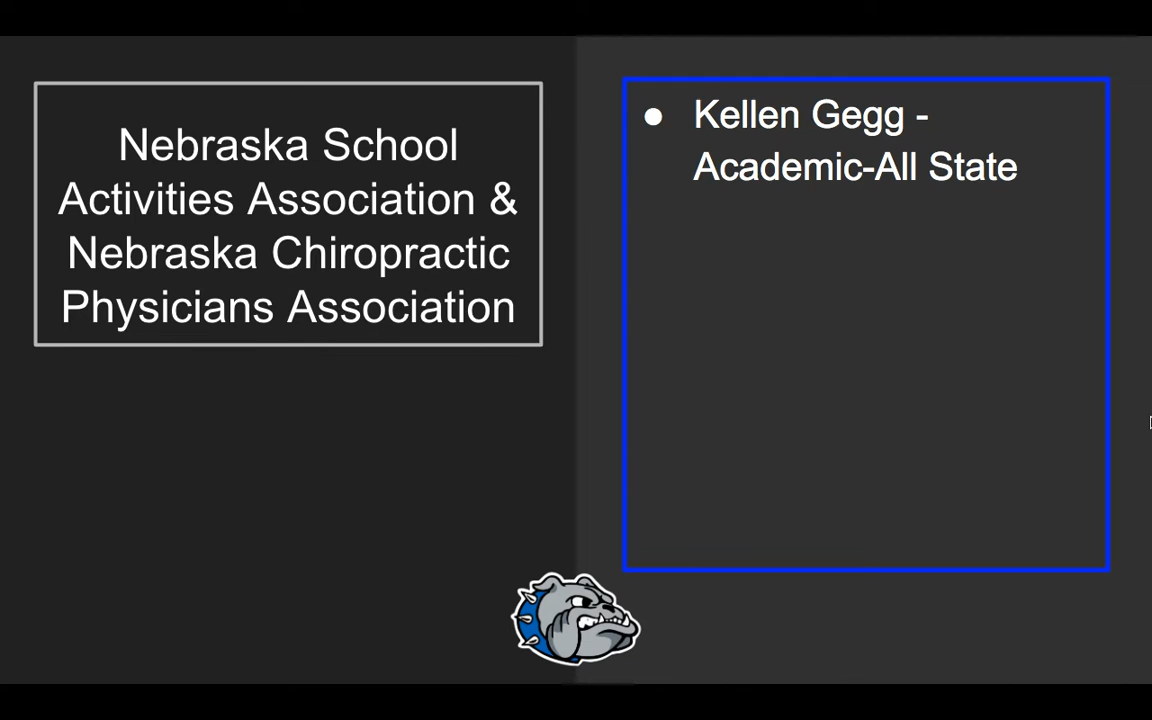 Nebraska School
Activities Association &
Nebraska Chiropractic
Physicians Association
● Kellen Gegg -
Academic-All State